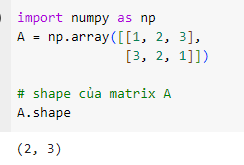 import numpy as np
A = np.array([[1, 2, 3],
              [3, 2, 1]])
# shape của matrix A
A.shape
(2, 3)